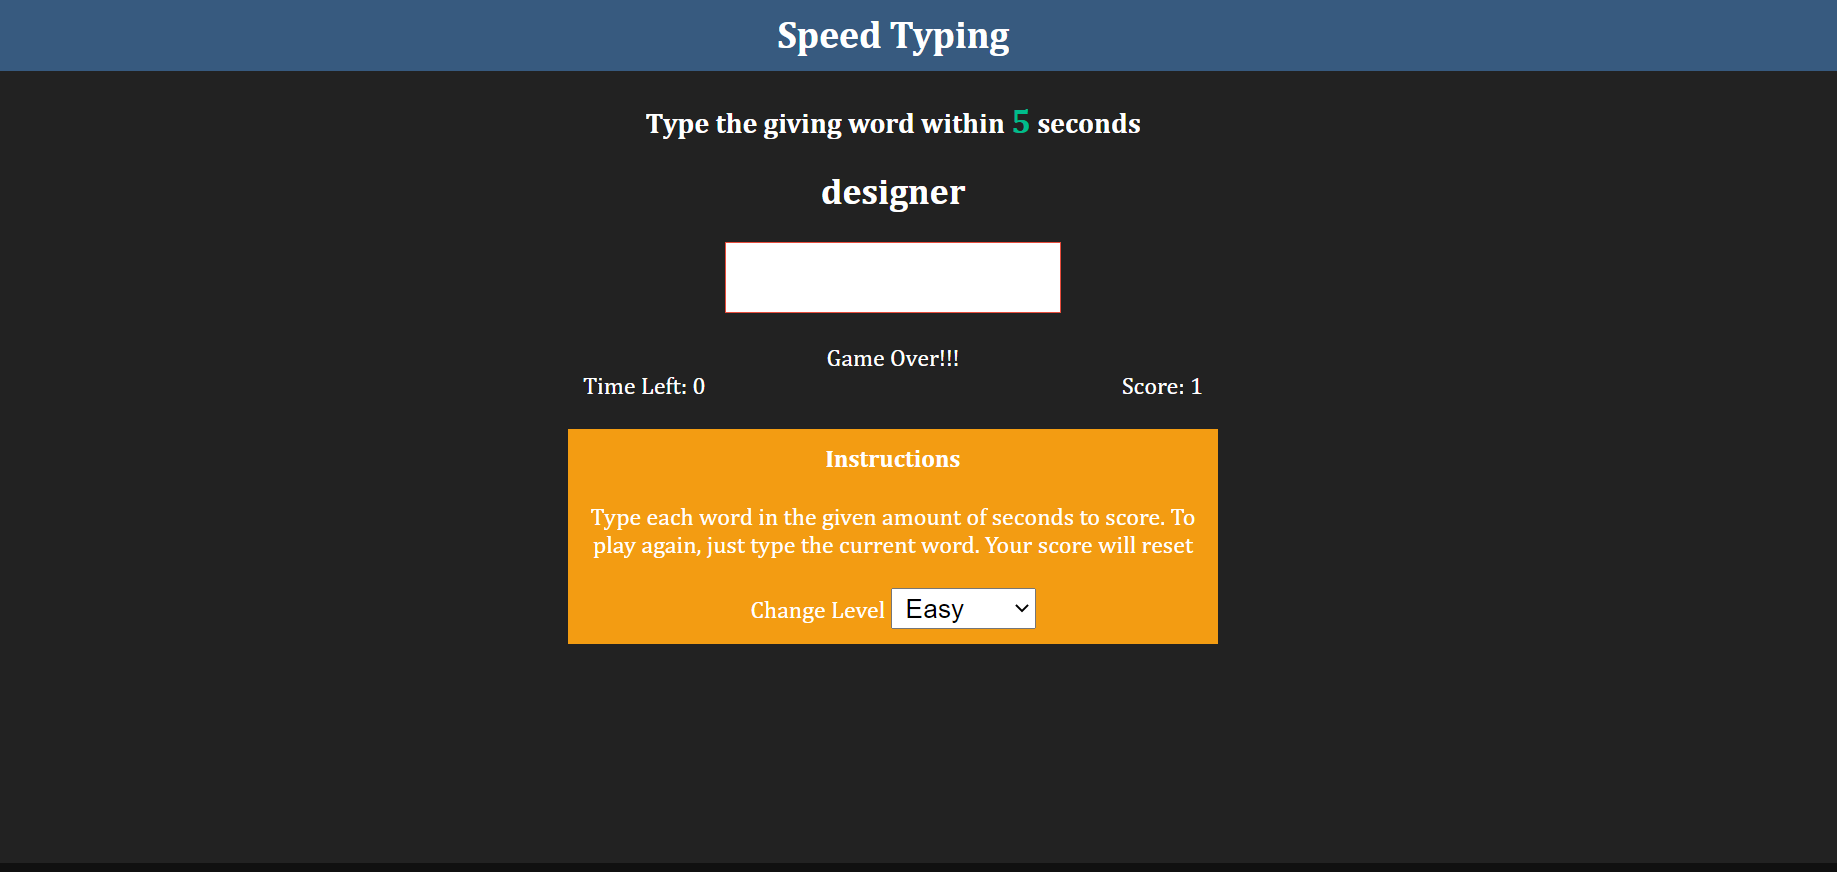 Speed Typing
Type the giving word within 5 seconds
designer
Game Over!!!
Time Left: 0 Score: 1
Instructions
Type each word in the given amount of seconds to score. To
play again, just type the current word. Your score will reset
Change Level Easy